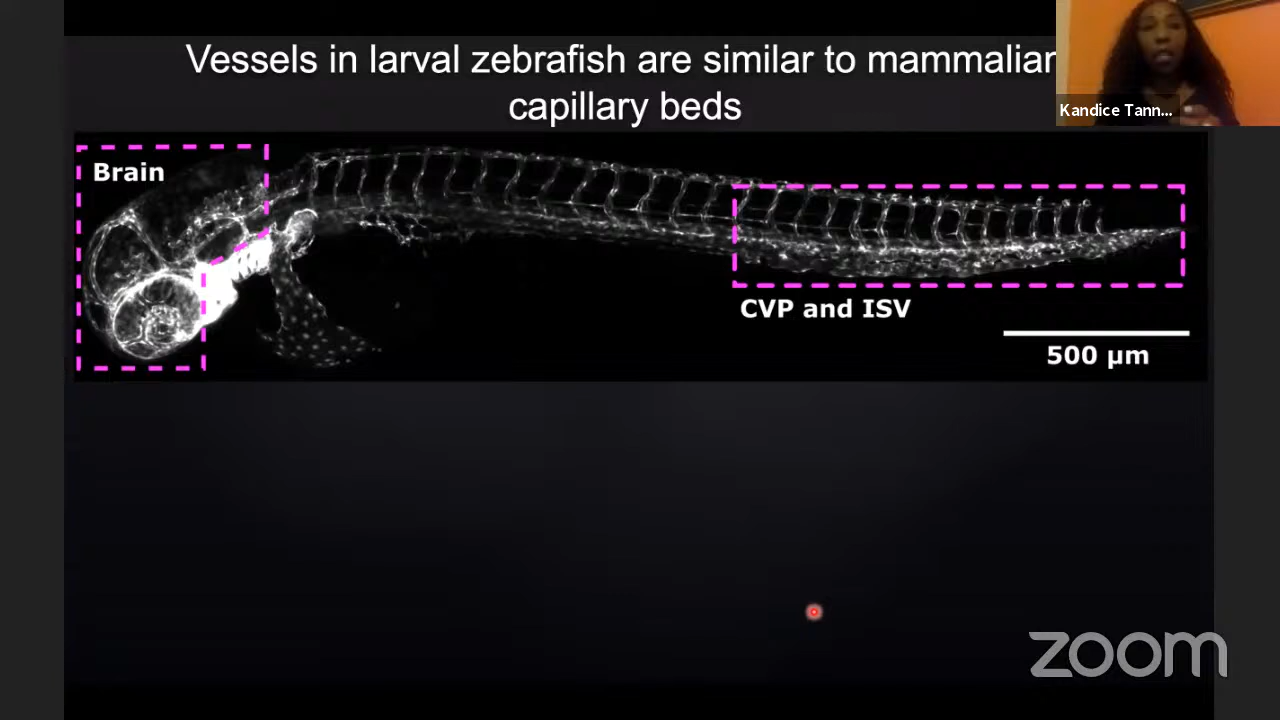 Vessels in larval zebrafish are similar to mammalian
capillary beds
Kandice Tann...
Brain
CVP and ISV
500 µm
zoom